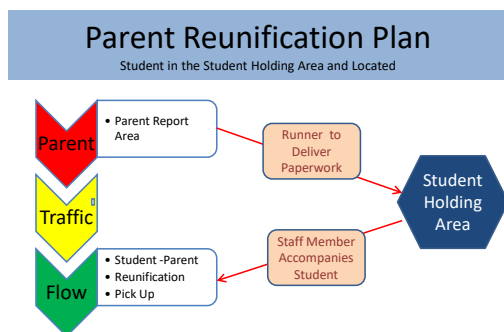 Parent Reunification Plan
Student in the Student Holding Area and Located
Parent
• Parent Report
Area
Runner to
Deliver
Paperwork
Student
Holding
Area
Traffic
Staff Member
Accompanies
Student
Flow
• Student -Parent
• Reunification
• Pick Up